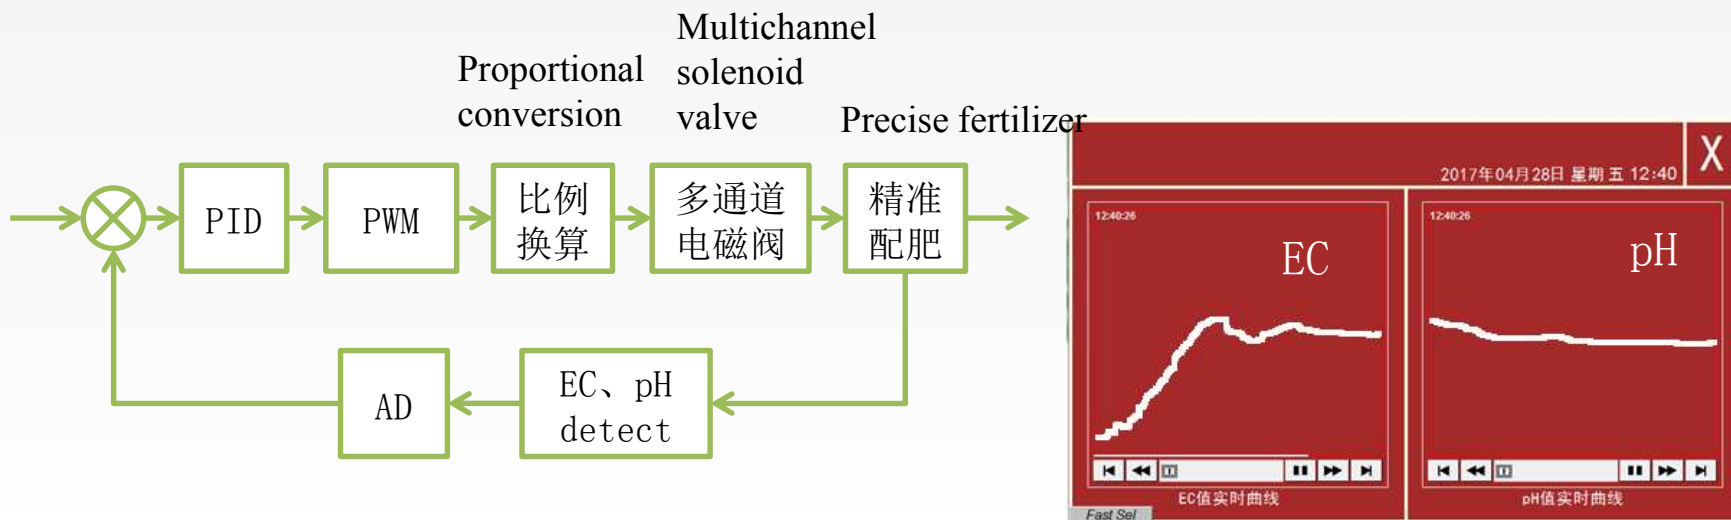 Proportional
conversion
Multichannel
solenoid
valve
Precise fertilizer
PID
PWM
比例
换算
多通道
电磁阀
精准
配肥
AD
EC、pH
detect
2017年04月28日 星期五 12:40
X
12:40:26
EC
EC值实时曲线
Fast Sel
12:40:26
pH
pH值实时曲线